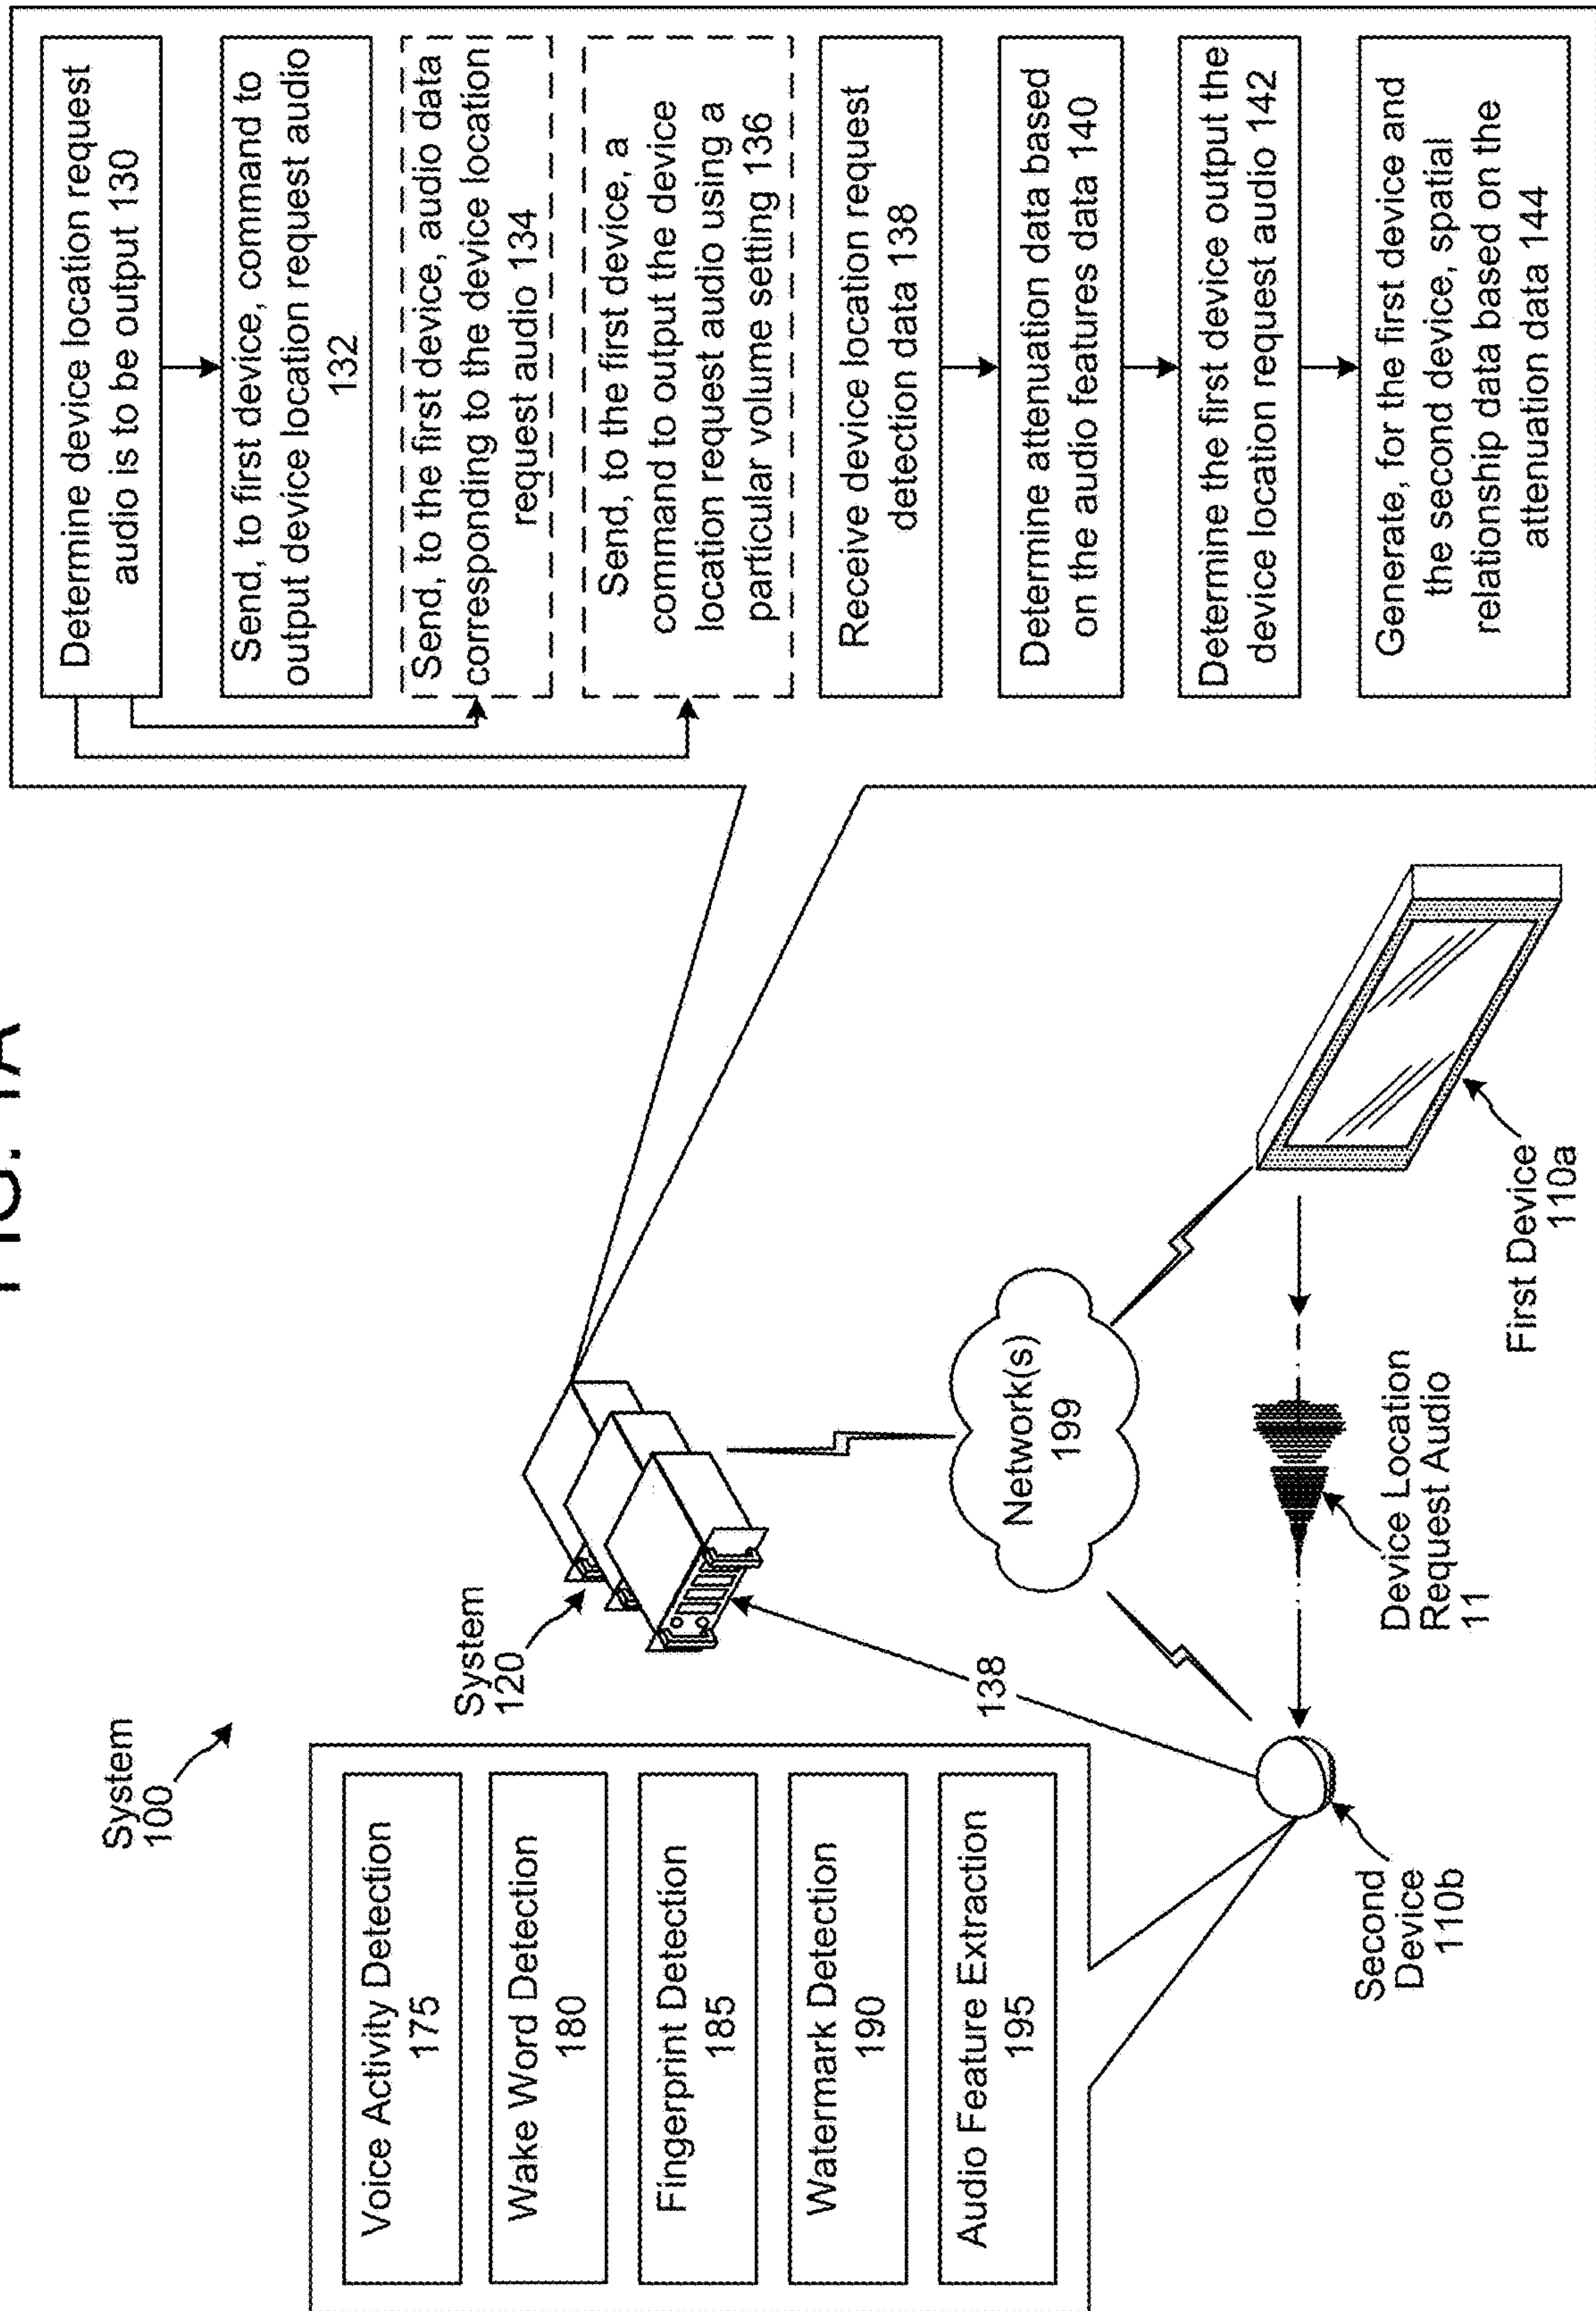 FIG. 1A
System
100
Voice Activity Detection
175
Wake Word Detection
180
Fingerprint Detection
185
Watermark Detection
190
Audio Feature Extraction
195
System
120
138
Network(s)
199
Second
Device
110b
Device Location
Request Audio
11
First Device
110a
Determine device location request
audio is to be output 130
Send, to first device, command to
output device location request audio
132
Send, to the first device, audio data
corresponding to the device location
request audio 134
Send, to the first device, a
command to output the device
location request audio using a
particular volume setting 136
Receive device location request
detection data 138
Determine attenuation data based
on the audio features data 140
Determine the first device output the
device location request audio 142
Generate, for the first device and
the second device, spatial
relationship data based on the
attenuation data 144